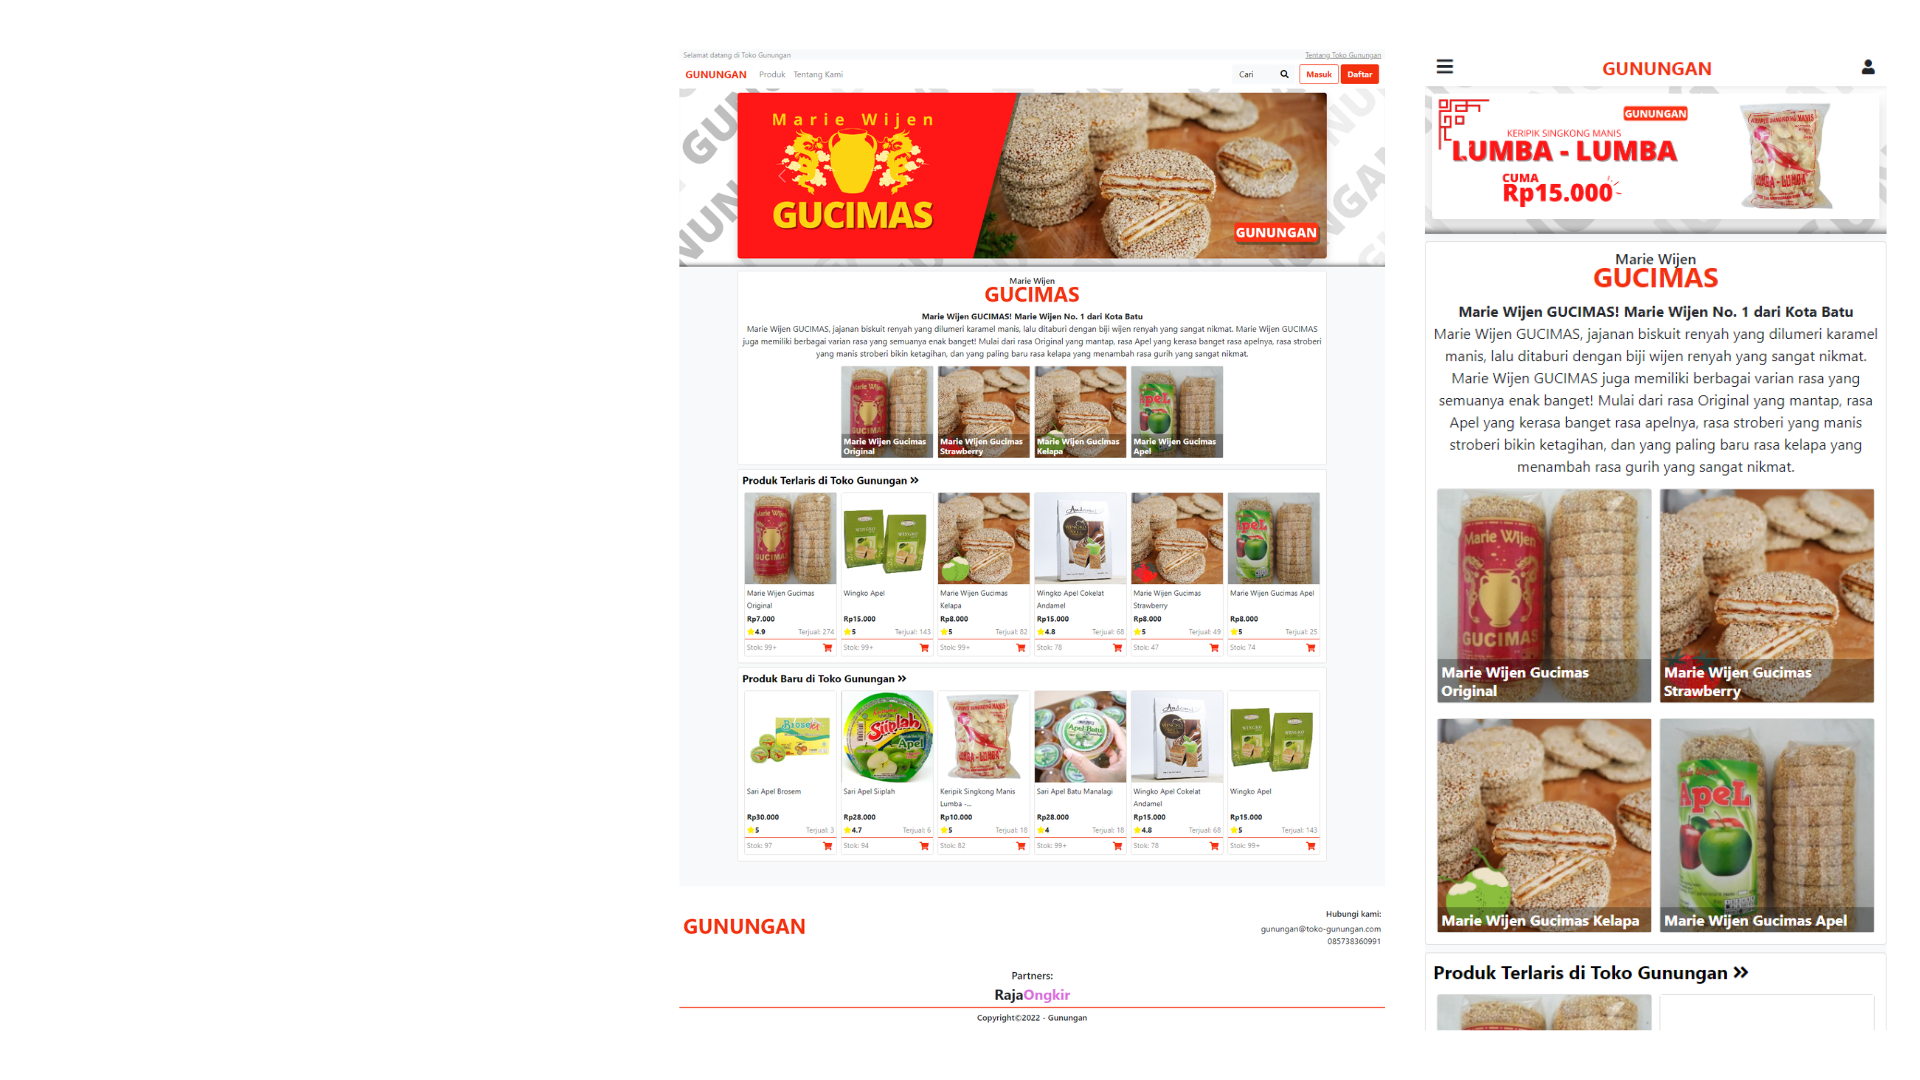 Selamat datang di Toko Gunungan
Tentang Toko Gunungan
GUNUNGAN
Produk
Tentang Kami
Cari
Masuk
Daftar
Marie Wijen
GUCIMAS
GUNUNGAN
Marie Wijen
GUCIMAS
Marie Wijen GUCIMAS! Marie Wijen No. 1 dari Kota Batu
Marie Wijen GUCIMAS, jajanan biskuit renyah yang dilumeri karamel manis, lalu ditaburi dengan biji wijen renyah yang sangat nikmat. Marie Wijen GUCIMAS
juga memiliki berbagai varian rasa yang semuanya enak banget! Mulai dari rasa Original yang mantap, rasa Apel yang kerasa banget rasa apelnya, rasa stroberi
yang manis stroberi bikin ketagihan, dan yang paling baru rasa kelapa yang menambah rasa gurih yang sangat nikmat.
Marie Wijen Gucimas
Original
Marie Wijen Gucimas
Strawberry
Marie Wijen Gucimas
Kelapa
Marie Wijen Gucimas
Apel
Produk Terlaris di Toko Gunungan
Marie Wijen Gucimas
Original
Rp7.000
4.9 Terjual: 274
Stok: 99+
Wingko Apel
Rp15.000
5 Terjual: 143
Stok: 99+
Marie Wijen Gucimas
Kelapa
Rp8.000
5 Terjual: 82
Stok: 99+
Wingko Apel Cokelat
Andamel
Rp15.000
4.8 Terjual: 68
Stok: 78
Marie Wijen Gucimas
Strawberry
Rp8.000
5 Terjual: 49
Stok: 47
Marie Wijen Gucimas Apel
Rp8.000
5 Terjual: 25
Stok: 74
Produk Baru di Toko Gunungan
Sari Apel Brosem
Rp30.000
5 Terjual: 3
Stok: 97
Sari Apel Siiplah
Rp28.000
4.7 Terjual: 6
Stok: 94
Keripik Singkong Manis
Lumba -...
Rp10.000
5 Terjual: 18
Stok: 82
Sari Apel Batu Manalagi
Rp28.000
4 Terjual: 18
Stok: 99+
Wingko Apel Cokelat
Andamel
Rp15.000
4.8 Terjual: 68
Stok: 78
Wingko Apel
Rp15.000
5 Terjual: 143
Stok: 99+
GUNUNGAN
Hubungi kami:
gunungan@toko-gunungan.com
085738360991
Partners:
RajaOngkir
Copyright©2022 - Gunungan
GUNUNGAN
GUNUNGAN
KERIPIK SINGKONG MANIS
LUMBA - LUMBA
CUMA
Rp15.000
Marie Wijen
GUCIMAS
Marie Wijen GUCIMAS! Marie Wijen No. 1 dari Kota Batu
Marie Wijen GUCIMAS, jajanan biskuit renyah yang dilumeri karamel
manis, lalu ditaburi dengan biji wijen renyah yang sangat nikmat.
Marie Wijen GUCIMAS juga memiliki berbagai varian rasa yang
semuanya enak banget! Mulai dari rasa Original yang mantap, rasa
Apel yang kerasa banget rasa apelnya, rasa stroberi yang manis
stroberi bikin ketagihan, dan yang paling baru rasa kelapa yang
menambah rasa gurih yang sangat nikmat.
Marie Wijen
GUCIMAS
Marie Wijen Gucimas
Original
Marie Wijen Gucimas
Strawberry
Marie Wijen Gucimas Kelapa
ApeL
Marie Wijen Gucimas Apel
Produk Terlaris di Toko Gunungan